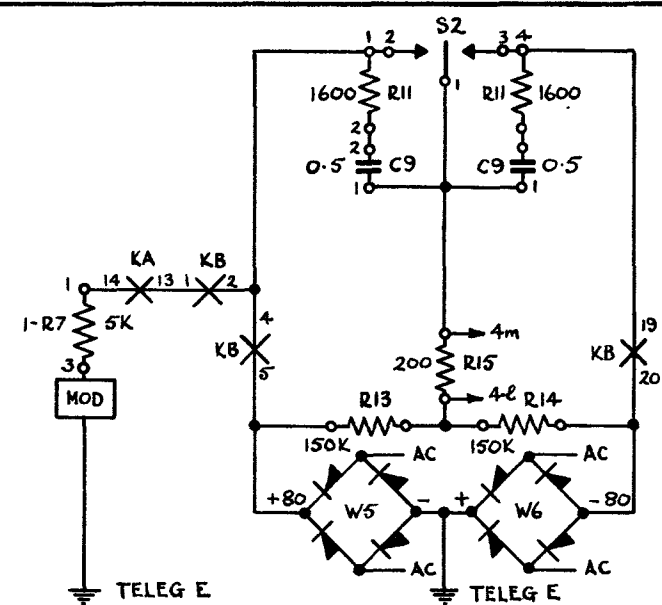 S2
1 2
3 4
1
1600 R11
R11 1600
2
2
0.5 C9
C9 0.5
1
1
KA
KB
1 14 13 1 2
1-R7 5K
4
KB
5
19
KB
20
4m
200 R15
3
MOD
4-l
R13
R14
150K
150K
AC
AC
+80
W5
-
+
W6
-80
AC
AC
TELEG E
TELEG E